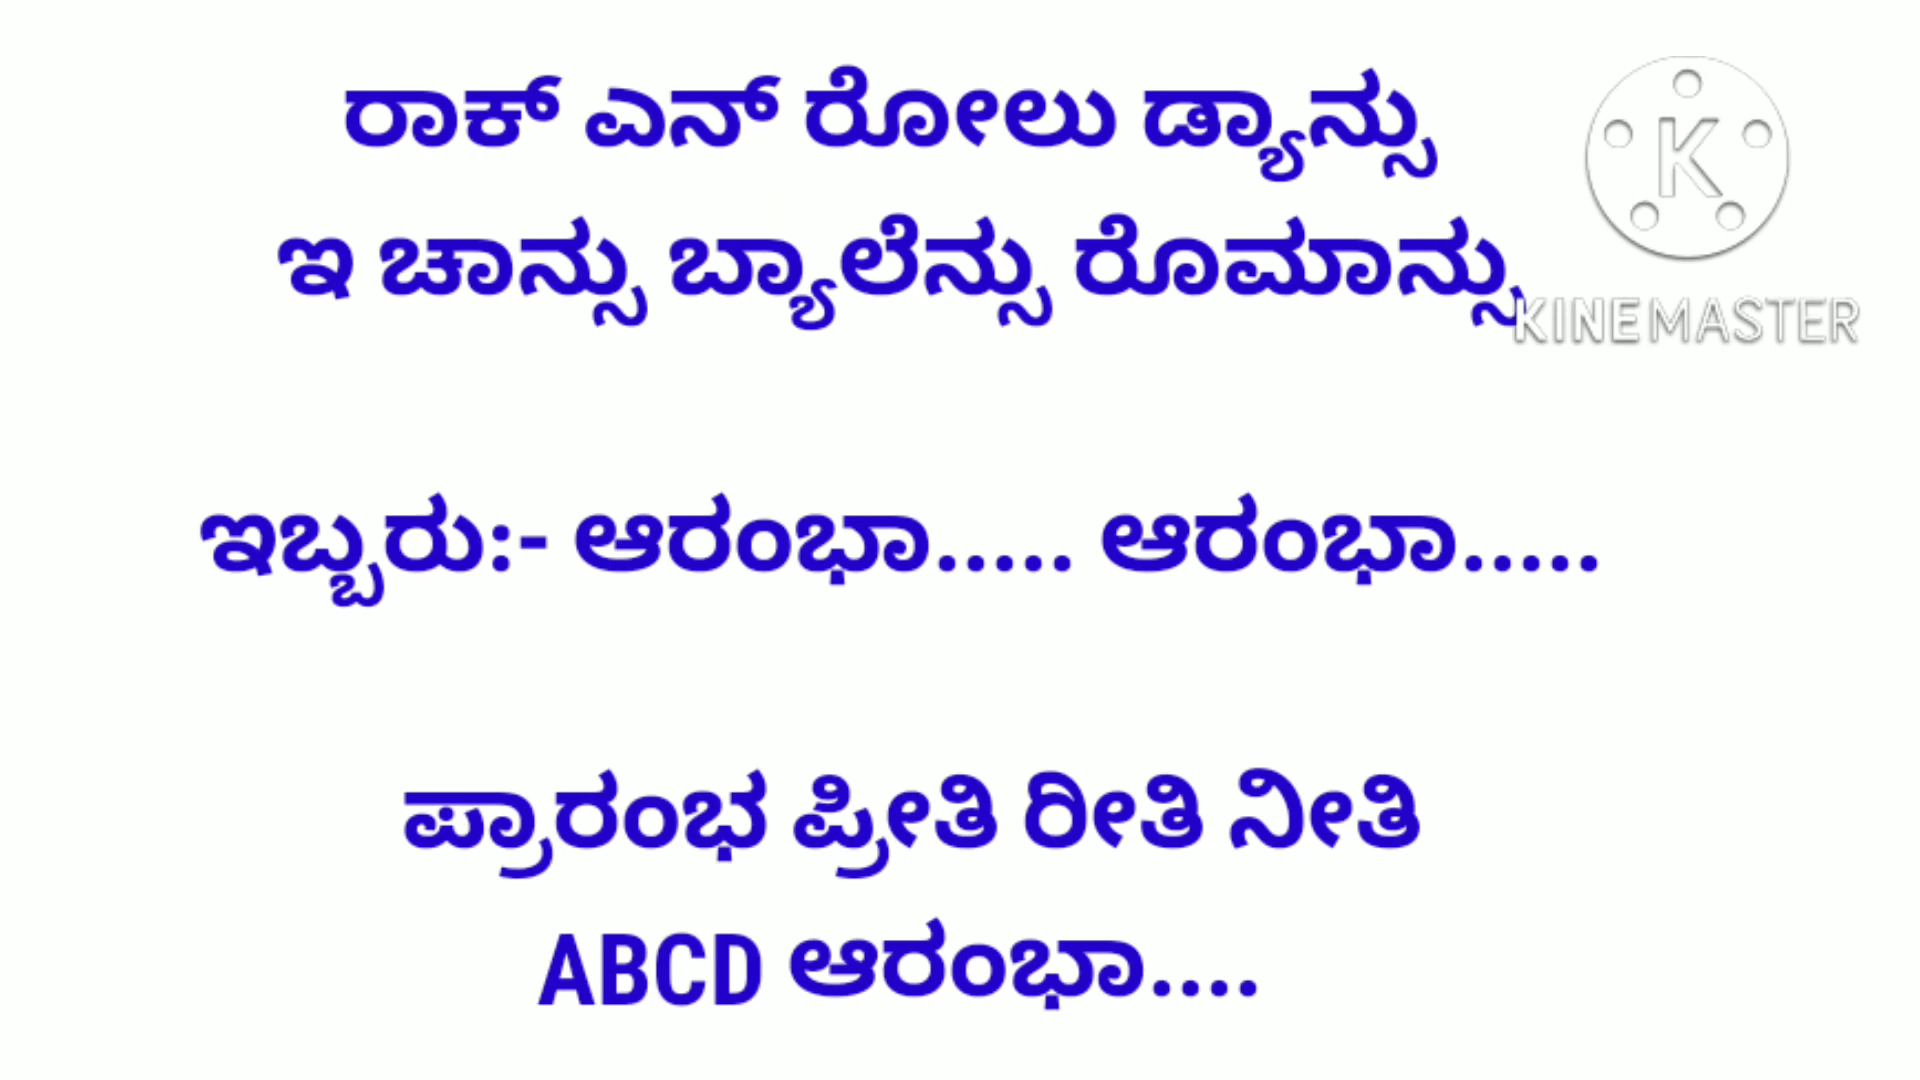 ರಾಕ್ ಎನ್ ರೋಲು ಡ್ಯಾನ್ಸು
ಇ ಚಾನ್ಸು ಬ್ಯಾಲೆನ್ಸು ರೊಮಾನ್ಸು
K
KINEMASTER
ಇಬ್ಬರು:- ಆರಂಭಾ..... ಆರಂಭಾ.....
ಪ್ರಾರಂಭ ಪ್ರೀತಿ ರೀತಿ ನೀತಿ
ABCD ಆರಂಭಾ....